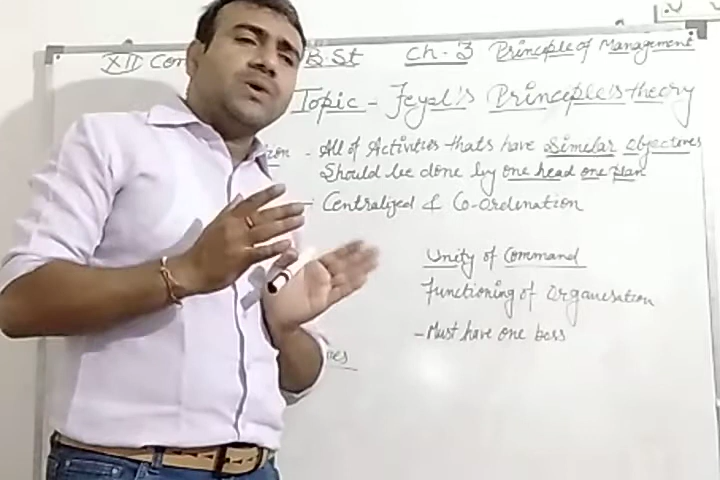 XII Com B.St Ch-3 Principle of Management
Topic - Feyol's Principle's theory
- All of Activities thats have Similar objectives
Should be done by one head one plan
- Centralized & Co-ordination
Unity of Command
Functioning of Organisation
- Must have one boss